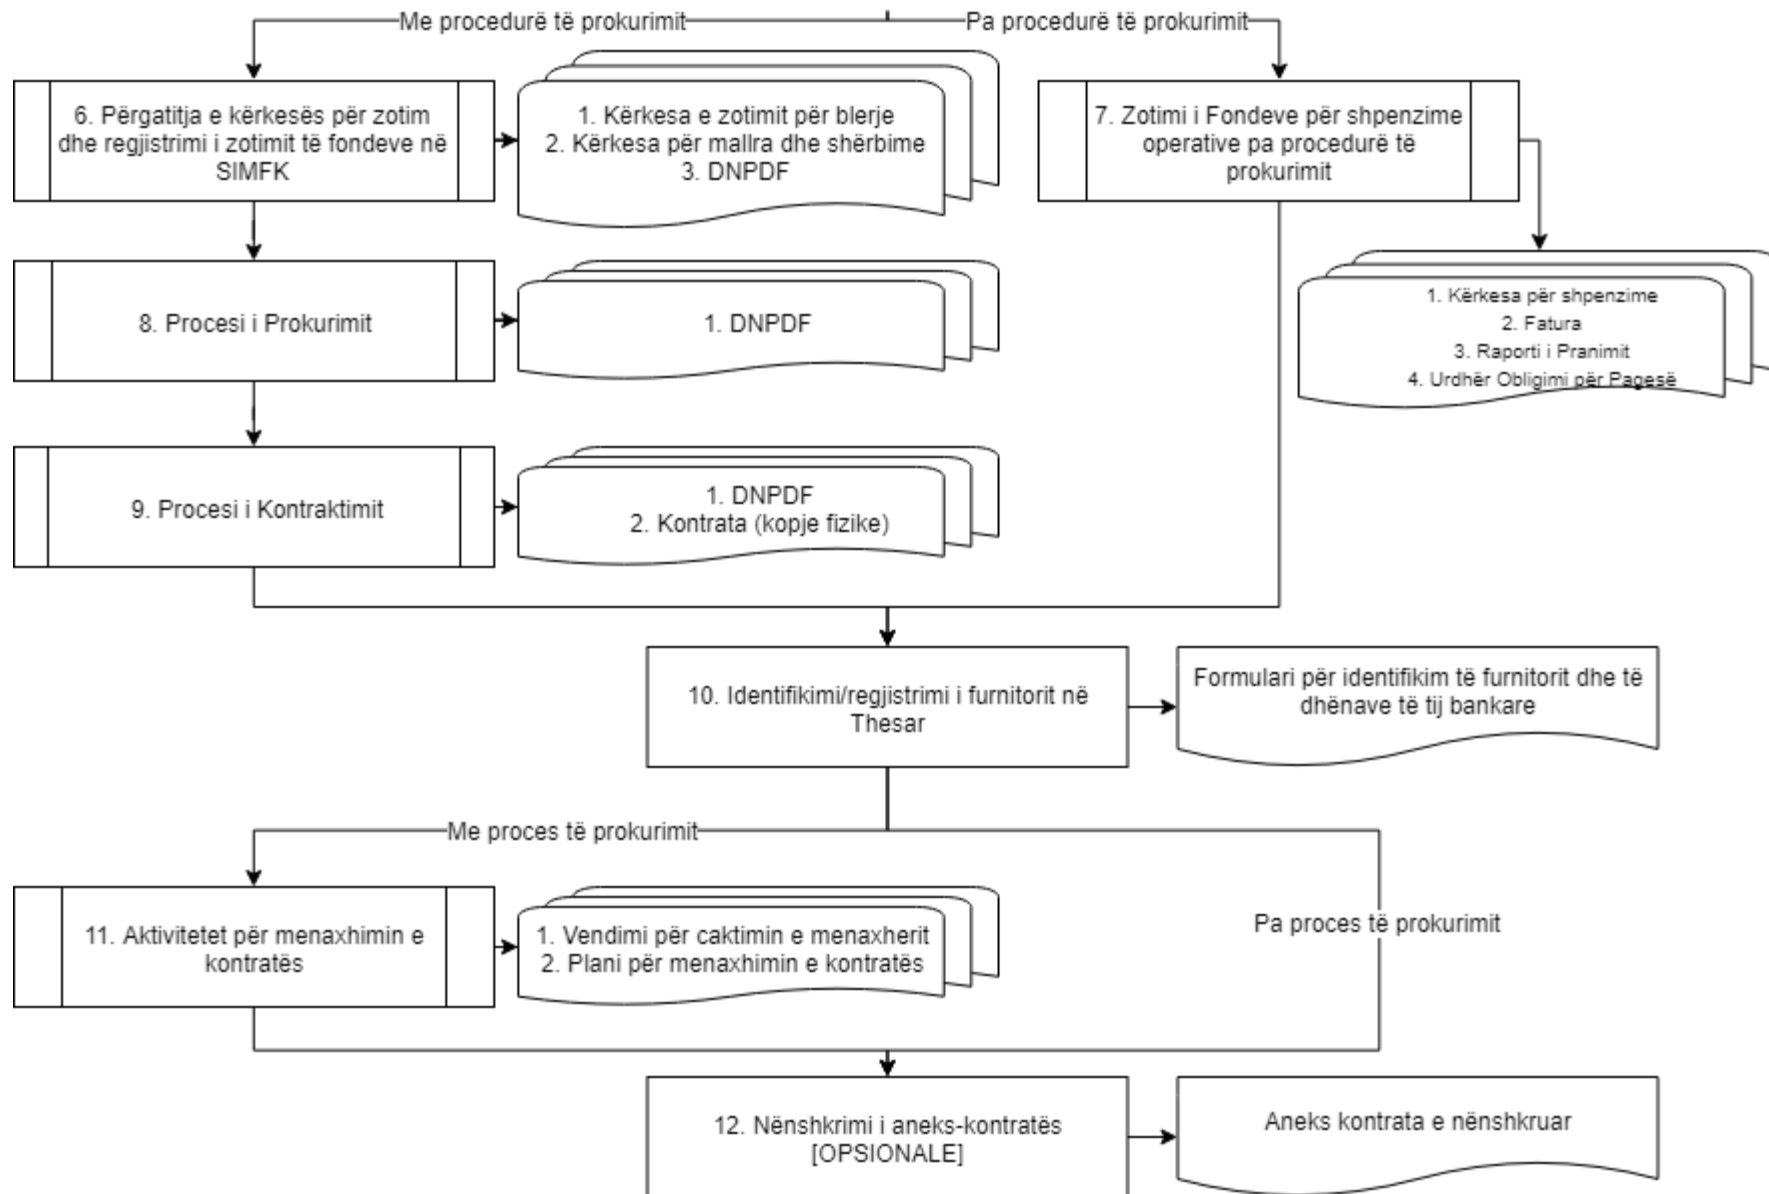 Me procedurë të prokurimit
Pa procedurë të prokurimit
6. Përgatitja e kërkesës për zotim
dhe regjistrimi i zotimit të fondeve në
SIMFK
1. Kërkesa e zotimit për blerje
2. Kërkesa për mallra dhe shërbime
3. DNPDF
7. Zotimi i Fondeve për shpenzime
operative pa procedurë të
prokurimit
1. Kërkesa për shpenzime
2. Fatura
3. Raporti i Pranimit
4. Urdhër Obligimi për Pagesë
8. Procesi i Prokurimit
1. DNPDF
9. Procesi i Kontraktimit
1. DNPDF
2. Kontrata (kopje fizike)
10. Identifikimi/regjistrimi i furnitorit në
Thesar
Formulari për identifikim të furnitorit dhe të
dhënave të tij bankare
Me proces të prokurimit
Pa proces të prokurimit
11. Aktivitetet për menaxhimin e
kontratës
1. Vendimi për caktimin e menaxherit
2. Plani për menaxhimin e kontratës
12. Nënshkrimi i aneks-kontratës
[OPSIONALE]
Aneks kontrata e nënshkruar